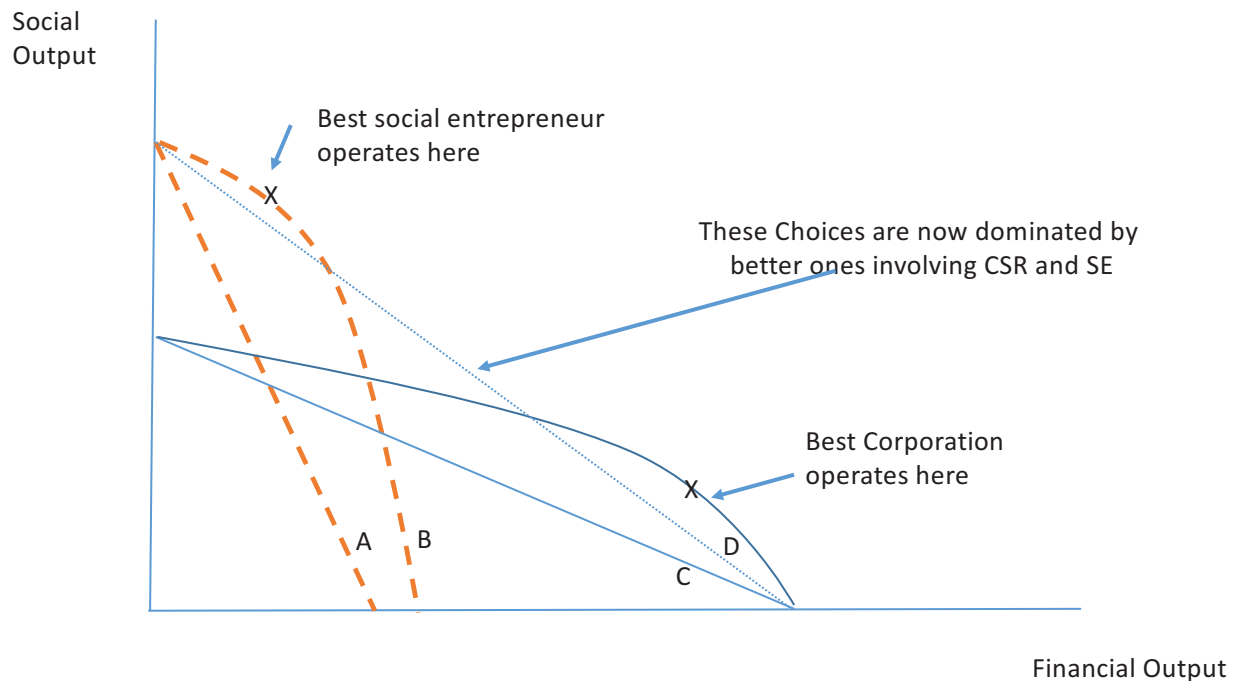 Social
Output
Best social entrepreneur
operates here
X
These Choices are now dominated by
better ones involving CSR and SE
Best Corporation
operates here
X
A
B
D
C
Financial Output